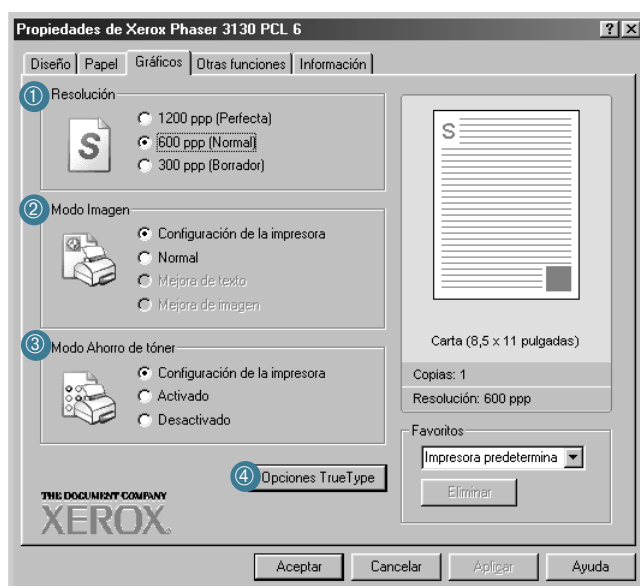 Propiedades de Xerox Phaser 3130 PCL 6
Diseño Papel Gráficos Otras funciones Información
1 Resolución
S
1200 ppp (Perfecta)
600 ppp (Normal)
300 ppp (Borrador)
2 Modo Imagen
Configuración de la impresora
Normal
Mejora de texto
Mejora de imagen
3 Modo Ahorro de tóner
Configuración de la impresora
Activado
Desactivado
4 Opciones TrueType
THE DOCUMENT COMPANY
XEROX
S
Carta (8,5 x 11 pulgadas)
Copias: 1
Resolución: 600 ppp
Favoritos
Impresora predetermina
Eliminar
Aceptar Cancelar Aplicar Ayuda